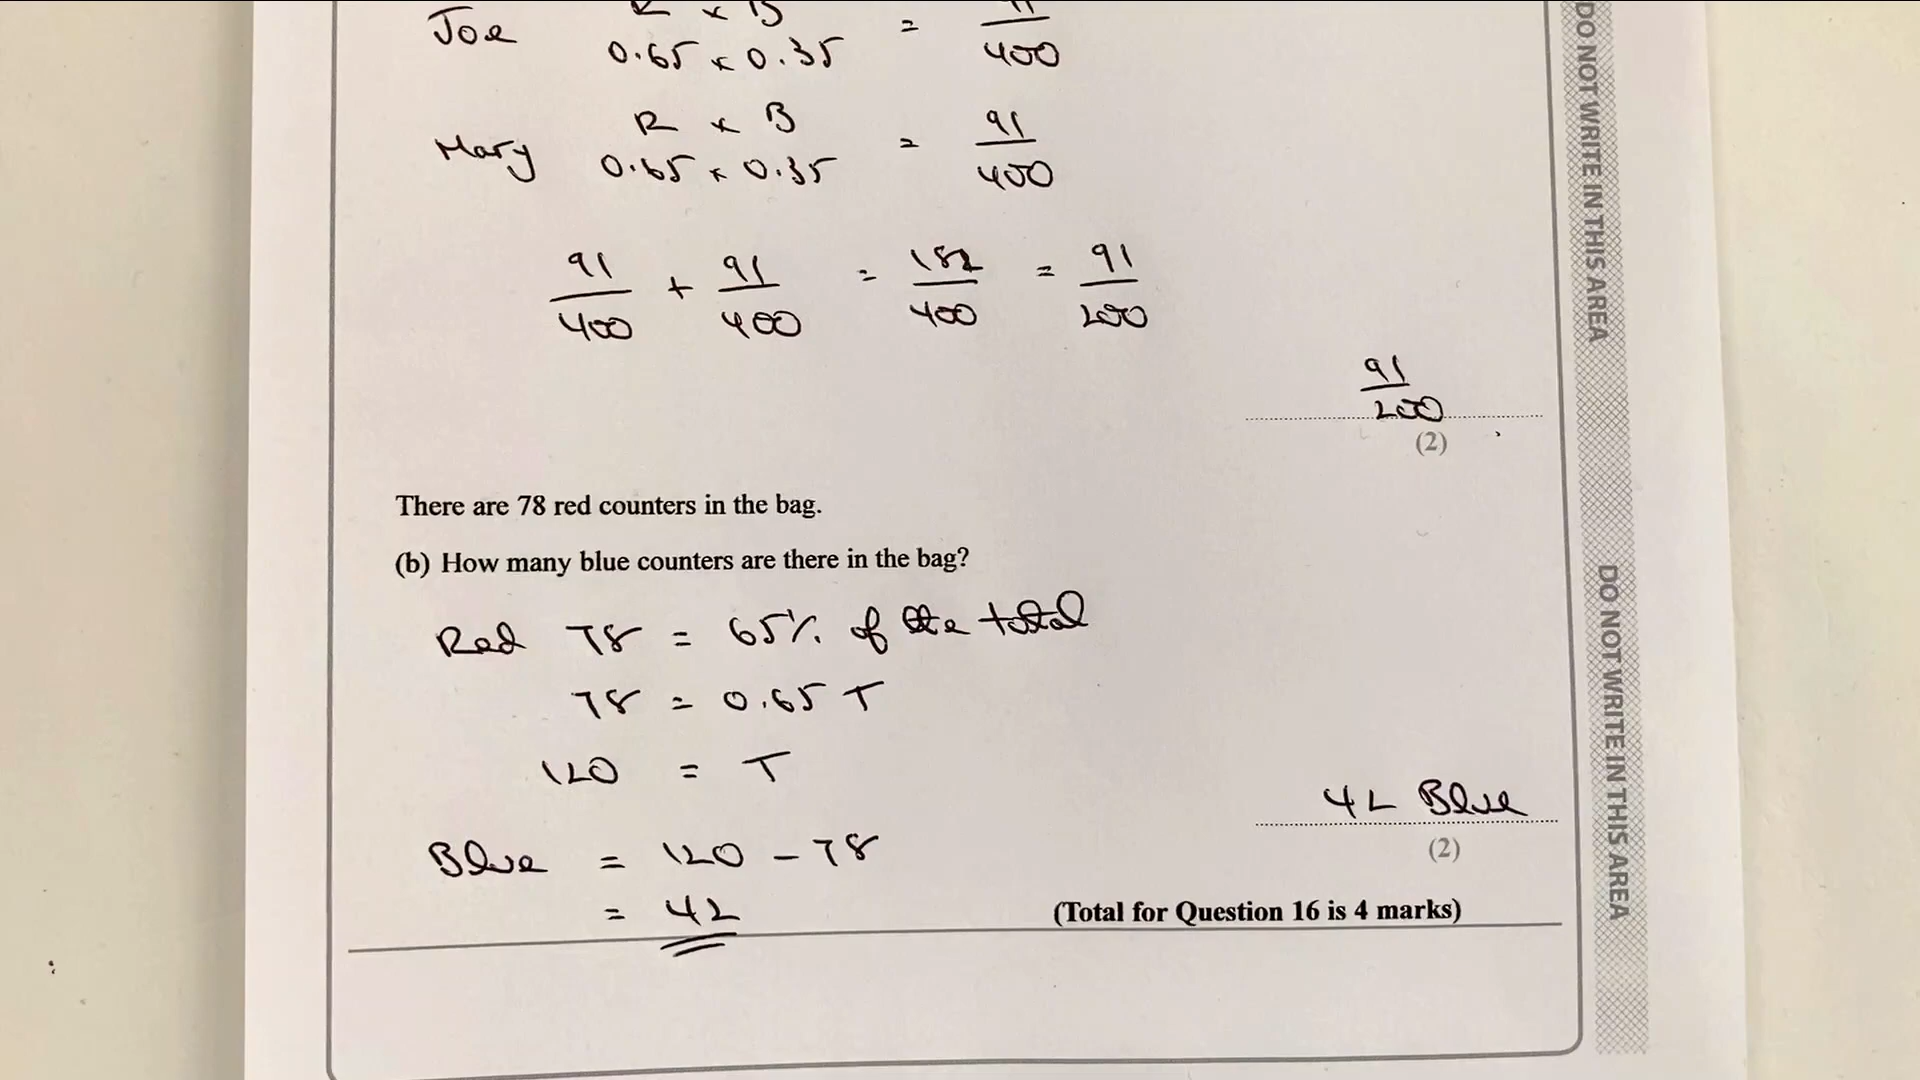 Joe R × B = 91/400
0.65 × 0.35
Mary R × B = 91/400
0.65 × 0.35
91/400 + 91/400 = 182/400 = 91/200
91/200
(2)
There are 78 red counters in the bag.
(b) How many blue counters are there in the bag?
Red 78 = 65% of the total
78 = 0.65 T
120 = T
42 Blue
(2)
Blue = 120 - 78
= 42
(Total for Question 16 is 4 marks)
DO NOT WRITE IN THIS AREA
DO NOT WRITE IN THIS AREA